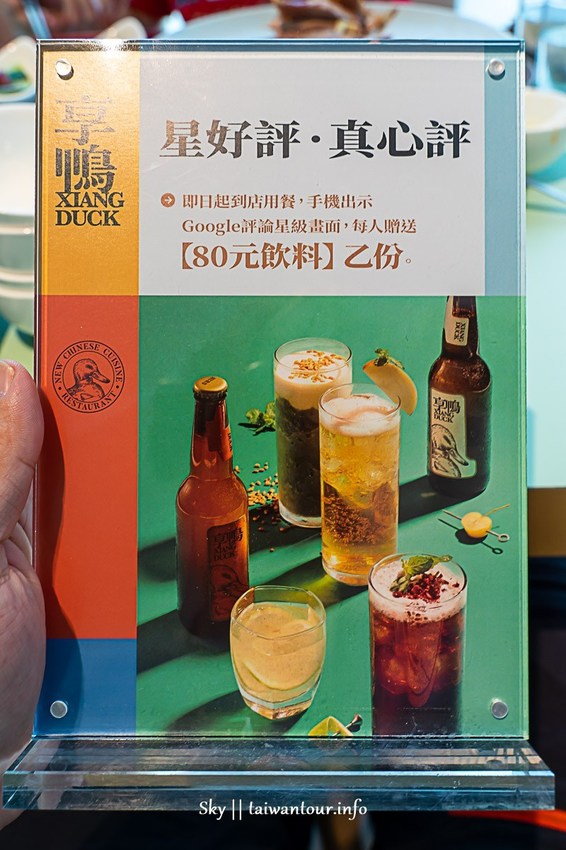 享鴨
XIANG
DUCK
星好評・真心評
即日起到店用餐，手機出示
Google評論星級畫面，每人贈送
【80元飲料】乙份。
NEW CHINESE CUISINE
RESTAURANT
XIANG
DUCK
享鴨
XIANG
DUCK
Sky || taiwantour.info